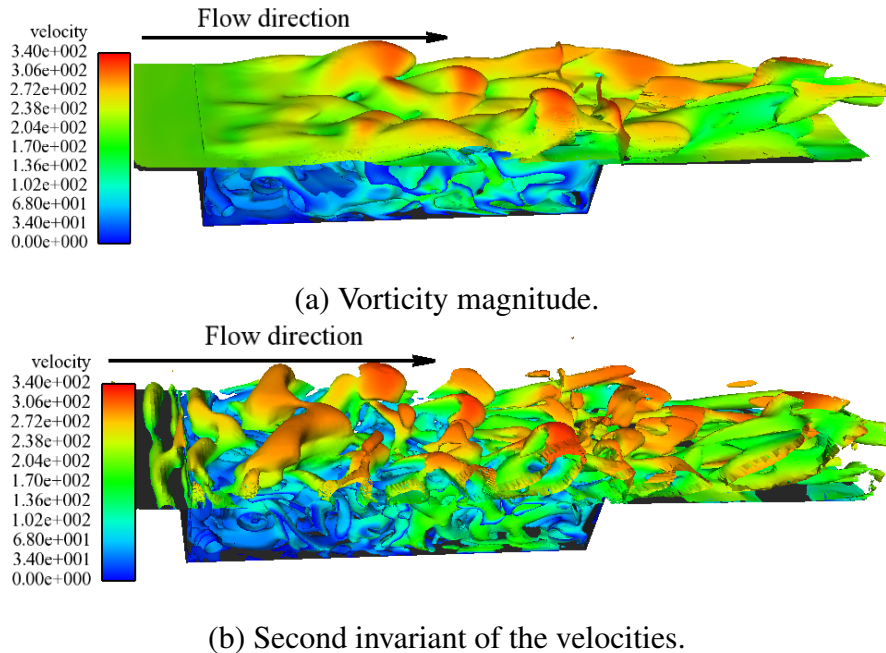 Flow direction
velocity
3.40e+002
3.06e+002
2.72e+002
2.38e+002
2.04e+002
1.70e+002
1.36e+002
1.02e+002
6.80e+001
3.40e+001
0.00e+000
(a) Vorticity magnitude.
Flow direction
velocity
3.40e+002
3.06e+002
2.72e+002
2.38e+002
2.04e+002
1.70e+002
1.36e+002
1.02e+002
6.80e+001
3.40e+001
0.00e+000
(b) Second invariant of the velocities.